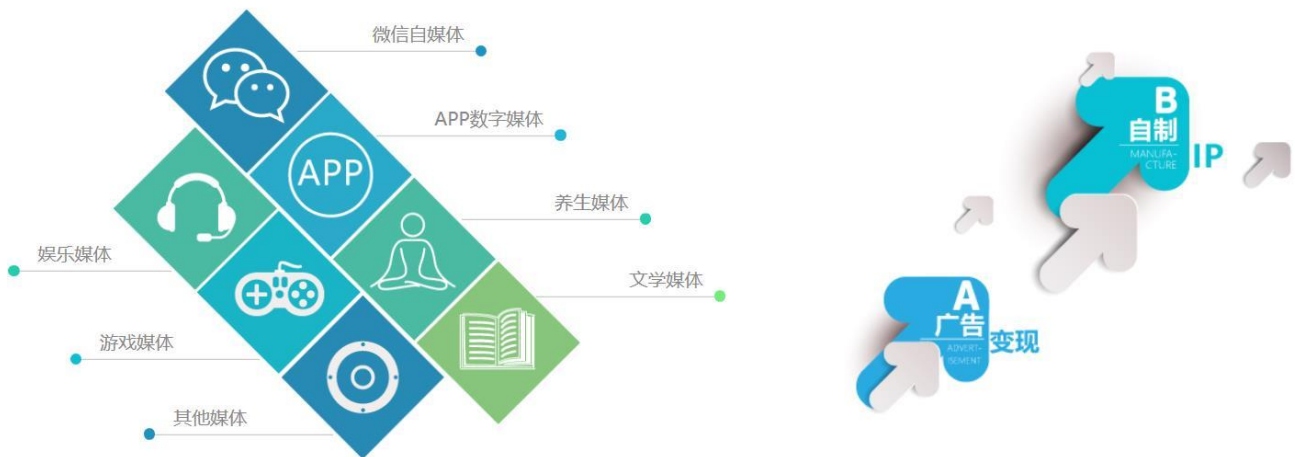 微信自媒体
APP数字媒体
APP
养生媒体
娱乐媒体
文学媒体
游戏媒体
其他媒体
B
自制
MANUFA-
CTURE
IP
A
广告
ADVERT-
ISEMENT
变现